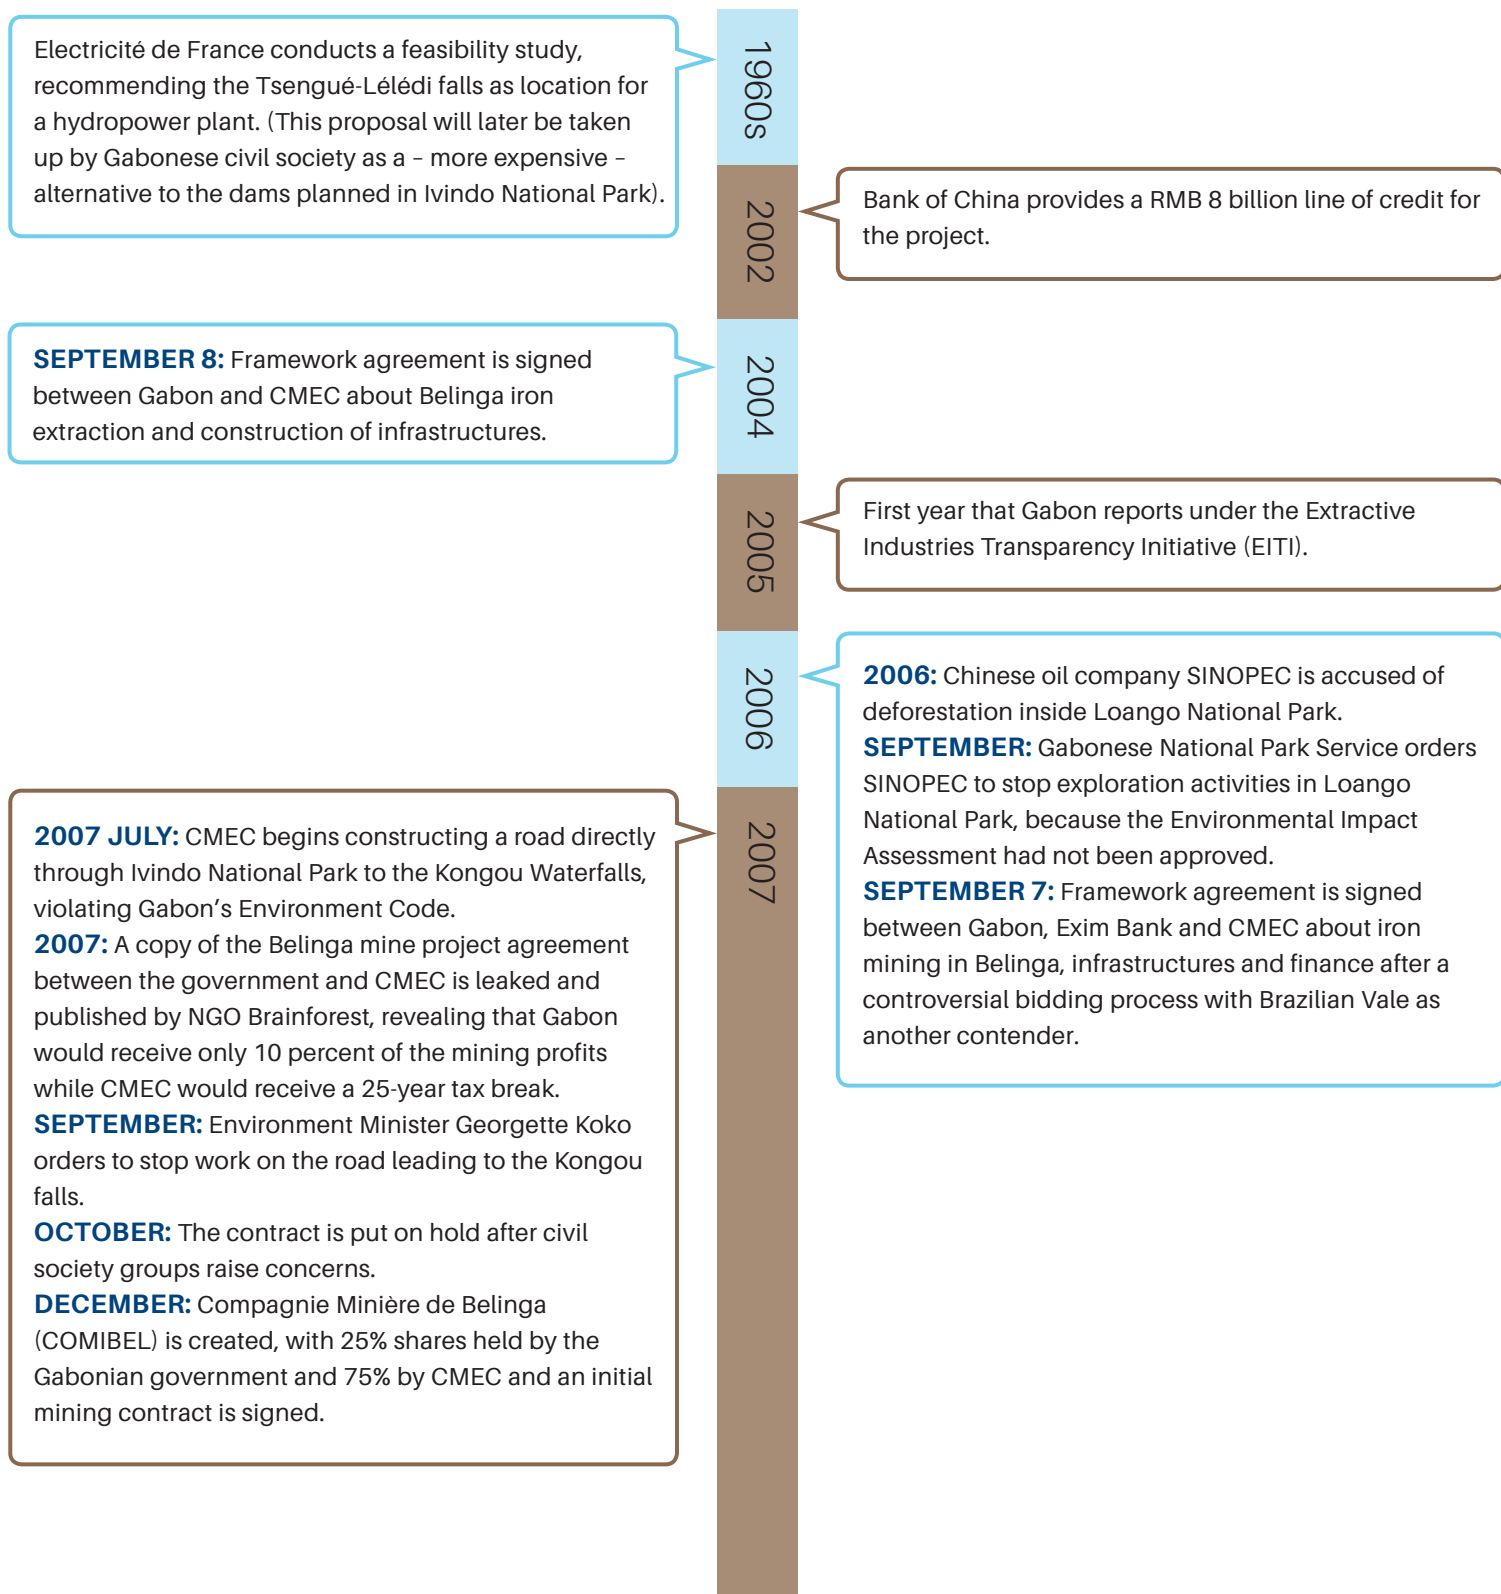 Electricité de France conducts a feasibility study,
recommending the Tsengué-Lélédi falls as location for
a hydropower plant. (This proposal will later be taken
up by Gabonese civil society as a – more expensive –
alternative to the dams planned in Ivindo National Park).
1960s
2002
Bank of China provides a RMB 8 billion line of credit for
the project.
SEPTEMBER 8: Framework agreement is signed
between Gabon and CMEC about Belinga iron
extraction and construction of infrastructures.
2004
2005
First year that Gabon reports under the Extractive
Industries Transparency Initiative (EITI).
2006
2006: Chinese oil company SINOPEC is accused of
deforestation inside Loango National Park.
SEPTEMBER: Gabonese National Park Service orders
SINOPEC to stop exploration activities in Loango
National Park, because the Environmental Impact
Assessment had not been approved.
SEPTEMBER 7: Framework agreement is signed
between Gabon, Exim Bank and CMEC about iron
mining in Belinga, infrastructures and finance after a
controversial bidding process with Brazilian Vale as
another contender.
2007 JULY: CMEC begins constructing a road directly
through Ivindo National Park to the Kongou Waterfalls,
violating Gabon’s Environment Code.
2007: A copy of the Belinga mine project agreement
between the government and CMEC is leaked and
published by NGO Brainforest, revealing that Gabon
would receive only 10 percent of the mining profits
while CMEC would receive a 25-year tax break.
SEPTEMBER: Environment Minister Georgette Koko
orders to stop work on the road leading to the Kongou
falls.
OCTOBER: The contract is put on hold after civil
society groups raise concerns.
DECEMBER: Compagnie Minière de Belinga
(COMIBEL) is created, with 25% shares held by the
Gabonian government and 75% by CMEC and an initial
mining contract is signed.
2007